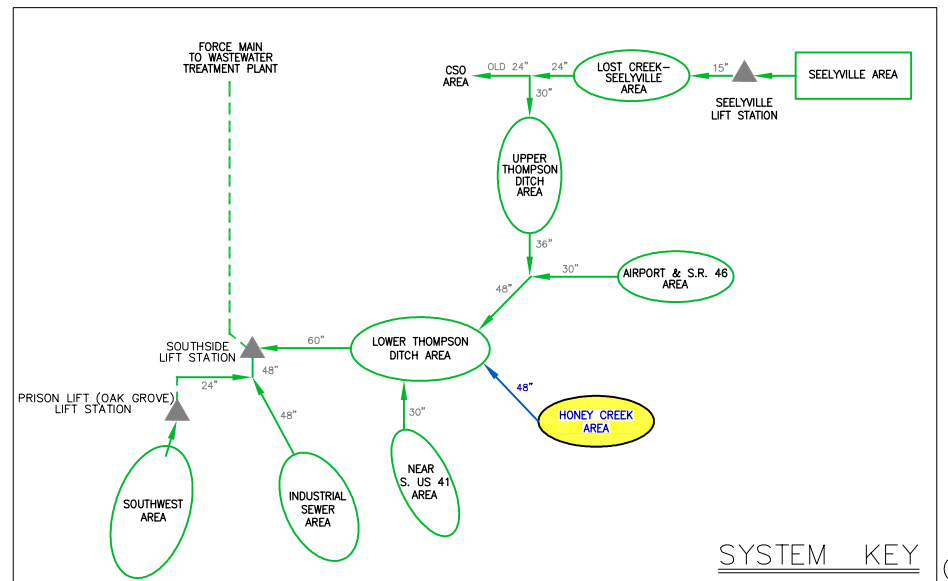 FORCE MAIN
TO WASTEWATER
TREATMENT PLANT
CSO
AREA
OLD 24"
24"
LOST CREEK-
SEELYVILLE
AREA
15"
SEELYVILLE
LIFT STATION
SEELYVILLE AREA
30"
UPPER
THOMPSON
DITCH
AREA
36"
30"
AIRPORT & S.R. 46
AREA
48"
SOUTHSIDE
LIFT STATION
60"
LOWER THOMPSON
DITCH AREA
48"
24"
PRISON LIFT (OAK GROVE)
LIFT STATION
48"
30"
48"
HONEY CREEK
AREA
SOUTHWEST
AREA
INDUSTRIAL
SEWER
AREA
NEAR
S. US 41
AREA
SYSTEM KEY